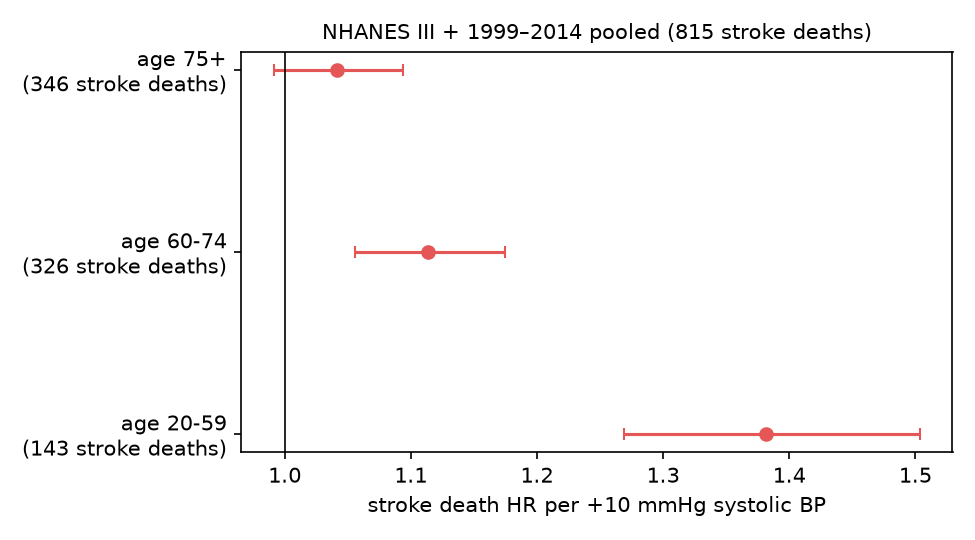 NHANES III + 1999–2014 pooled (815 stroke deaths)
age 75+
(346 stroke deaths)
age 60-74
(326 stroke deaths)
age 20-59
(143 stroke deaths)
1.0 1.1 1.2 1.3 1.4 1.5
stroke death HR per +10 mmHg systolic BP